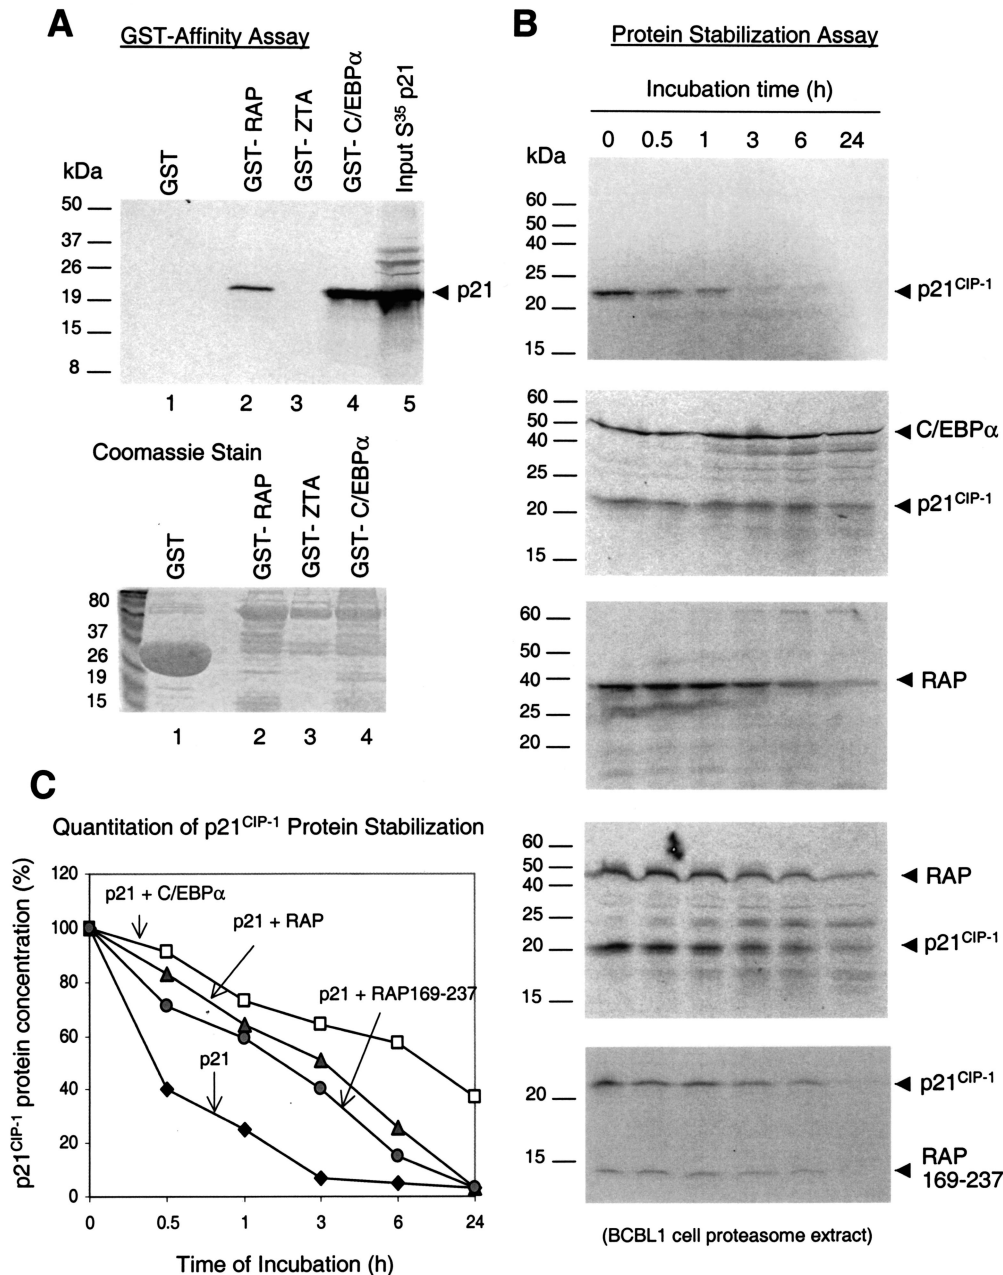 A
GST-Affinity Assay
kDa
GST
GST- RAP
GST- ZTA
GST- C/EBPα
Input S³⁵ p21
50
37
26
19
15
8
p21
1 2 3 4 5
Coomassie Stain
GST
GST- RAP
GST- ZTA
GST- C/EBPα
80
37
26
19
15
1 2 3 4
B
Protein Stabilization Assay
Incubation time (h)
0 0.5 1 3 6 24
kDa
60
50
40
25
20
15
p21ᶜᴵᴾ⁻¹
60
50
40
25
20
15
C/EBPα
p21ᶜᴵᴾ⁻¹
60
50
40
25
20
RAP
60
50
40
25
20
15
RAP
p21ᶜᴵᴾ⁻¹
20
15
p21ᶜᴵᴾ⁻¹
RAP
169-237
(BCBL1 cell proteasome extract)
C
Quantitation of p21ᶜᴵᴾ⁻¹ Protein Stabilization
p21ᶜᴵᴾ⁻¹ protein concentration (%)
120
100
80
60
40
20
0
p21 + C/EBPα
p21 + RAP
p21 + RAP169-237
p21
0 0.5 1 3 6 24
Time of Incubation (h)